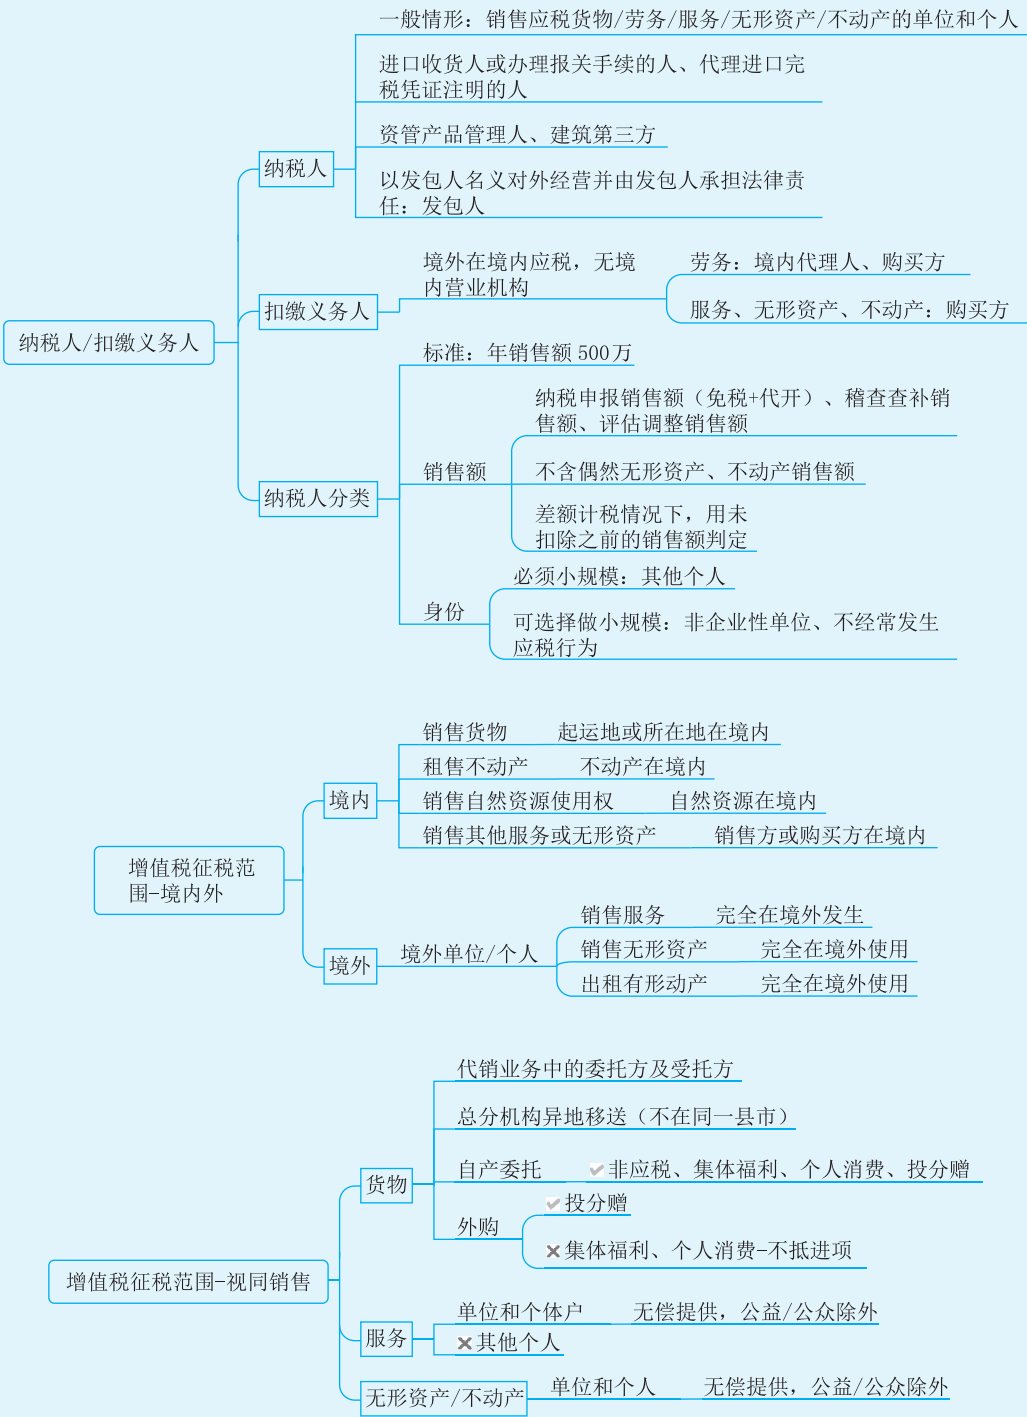 一般情形：销售应税货物/劳务/服务/无形资产/不动产的单位和个人
进口收货人或办理报关手续的人、代理进口完
税凭证注明的人
资管产品管理人、建筑第三方
纳税人
以发包人名义对外经营并由发包人承担法律责
任：发包人
境外在境内应税，无境
内营业机构
劳务：境内代理人、购买方
服务、无形资产、不动产：购买方
扣缴义务人
纳税人/扣缴义务人
标准：年销售额 500万
纳税申报销售额（免税+代开）、稽查查补销
售额、评估调整销售额
销售额
不含偶然无形资产、不动产销售额
纳税人分类
差额计税情况下，用未
扣除之前的销售额判定
必须小规模：其他个人
身份
可选择做小规模：非企业性单位、不经常发生
应税行为
销售货物 起运地或所在地在境内
租售不动产 不动产在境内
境内
销售自然资源使用权 自然资源在境内
销售其他服务或无形资产 销售方或购买方在境内
增值税征税范
围-境内外
销售服务 完全在境外发生
境外
境外单位/个人
销售无形资产 完全在境外使用
出租有形动产 完全在境外使用
代销业务中的委托方及受托方
总分机构异地移送（不在同一县市）
货物
自产委托 非应税、集体福利、个人消费、投分赠
外购
投分赠
集体福利、个人消费-不抵进项
增值税征税范围-视同销售
单位和个体户 无偿提供，公益/公众除外
服务
其他个人
无形资产/不动产 单位和个人 无偿提供，公益/公众除外